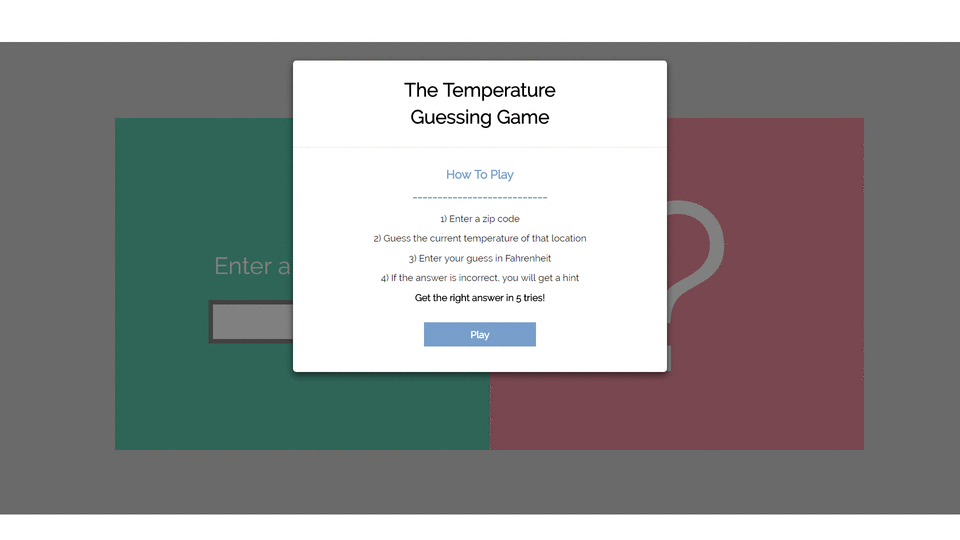 The Temperature
Guessing Game
How To Play
---------------------------
1) Enter a zip code
2) Guess the current temperature of that location
3) Enter your guess in Fahrenheit
4) If the answer is incorrect, you will get a hint
Get the right answer in 5 tries!
Play
Enter a
?